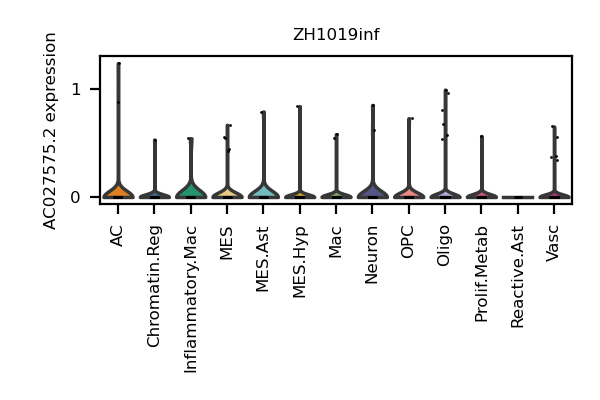 ZH1019inf
AC027575.2 expression
1
0
AC
Chromatin.Reg
Inflammatory.Mac
MES
MES.Ast
MES.Hyp
Mac
Neuron
OPC
Oligo
Prolif.Metab
Reactive.Ast
Vasc